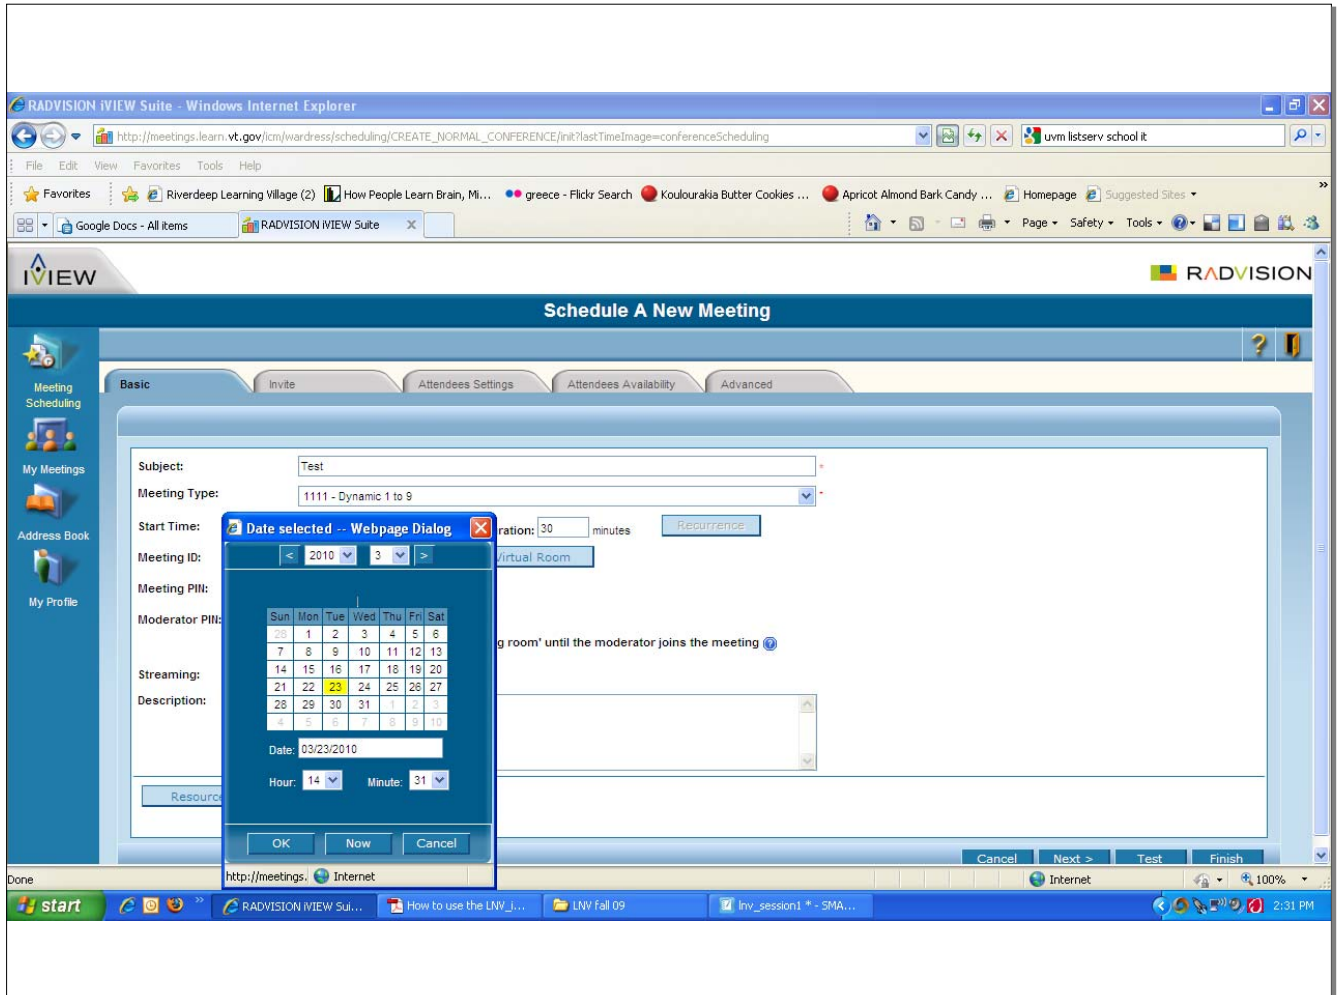 RADVISION iVIEW Suite - Windows Internet Explorer
http://meetings.learn.vt.gov/icm/wardress/scheduling/CREATE_NORMAL_CONFERENCE/init?lastTimeImage=conferenceScheduling
uvm listserv school it
File Edit View Favorites Tools Help
Favorites Riverdeep Learning Village (2) How People Learn Brain, Mi... greece - Flickr Search Koulourakia Butter Cookies ... Apricot Almond Bark Candy ... Homepage Suggested Sites
Google Docs - All items RADVISION iVIEW Suite X Page Safety Tools
iVIEW RADVISION
Schedule A New Meeting
Meeting Scheduling
My Meetings
Address Book
My Profile
Basic Invite Attendees Settings Attendees Availability Advanced
Subject: Test *
Meeting Type: 1111 - Dynamic 1 to 9 *
Start Time: ration: 30 minutes Recurrence
Meeting ID: Virtual Room
Meeting PIN:
Moderator PIN:
g room' until the moderator joins the meeting
Streaming:
Description:
Resource
Date selected -- Webpage Dialog
< 2010 3 >
Sun Mon Tue Wed Thu Fri Sat
28 1 2 3 4 5 6
7 8 9 10 11 12 13
14 15 16 17 18 19 20
21 22 23 24 25 26 27
28 29 30 31 1 2 3
4 5 6 7 8 9 10
Date: 03/23/2010
Hour: 14 Minute: 31
OK Now Cancel
http://meetings. Internet
Cancel Next > Test Finish
Done Internet 100%
start RADVISION iVIEW Sui... How to use the LNV_i... LNV fall 09 lnv_session1 * - SMA... 2:31 PM